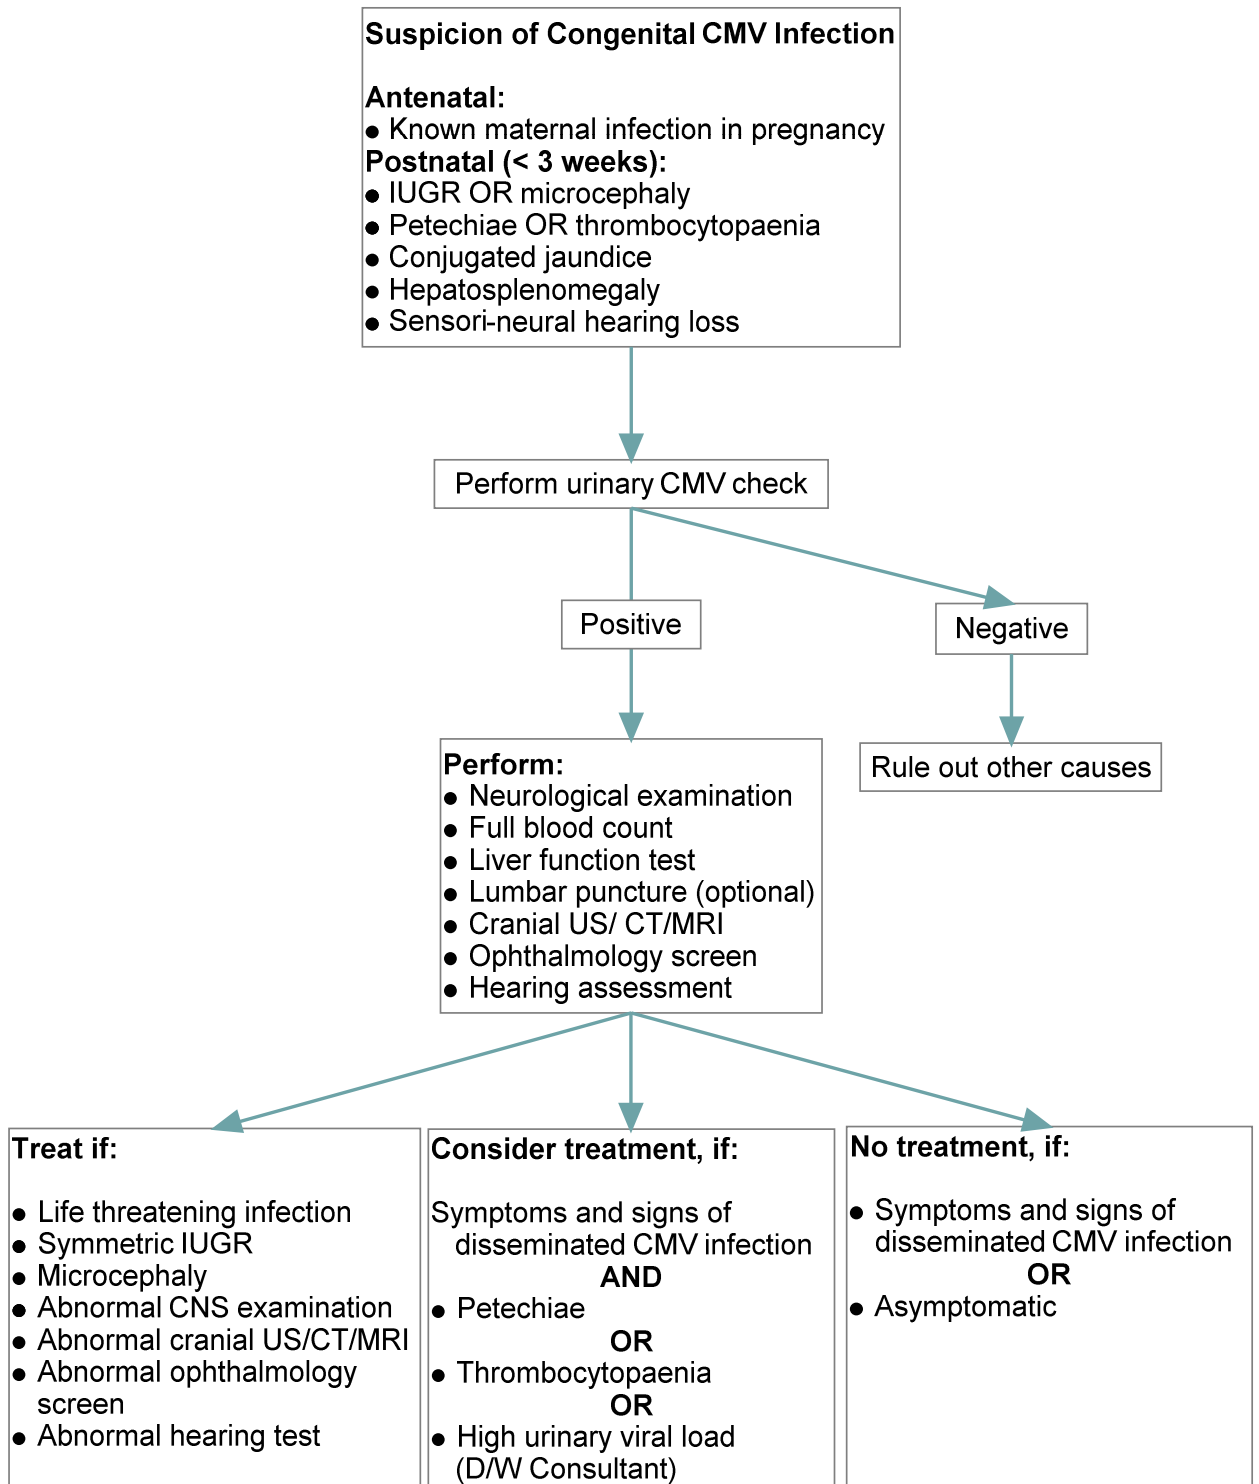 Suspicion of Congenital CMV Infection
Antenatal:
● Known maternal infection in pregnancy
Postnatal (< 3 weeks):
● IUGR OR microcephaly
● Petechiae OR thrombocytopaenia
● Conjugated jaundice
● Hepatosplenomegaly
● Sensori-neural hearing loss
Perform urinary CMV check
Positive
Negative
Rule out other causes
Perform:
● Neurological examination
● Full blood count
● Liver function test
● Lumbar puncture (optional)
● Cranial US/ CT/MRI
● Ophthalmology screen
● Hearing assessment
Treat if:
● Life threatening infection
● Symmetric IUGR
● Microcephaly
● Abnormal CNS examination
● Abnormal cranial US/CT/MRI
● Abnormal ophthalmology
screen
● Abnormal hearing test
Consider treatment, if:
Symptoms and signs of
disseminated CMV infection
AND
● Petechiae
OR
● Thrombocytopaenia
OR
● High urinary viral load
(D/W Consultant)
No treatment, if:
● Symptoms and signs of
disseminated CMV infection
OR
● Asymptomatic